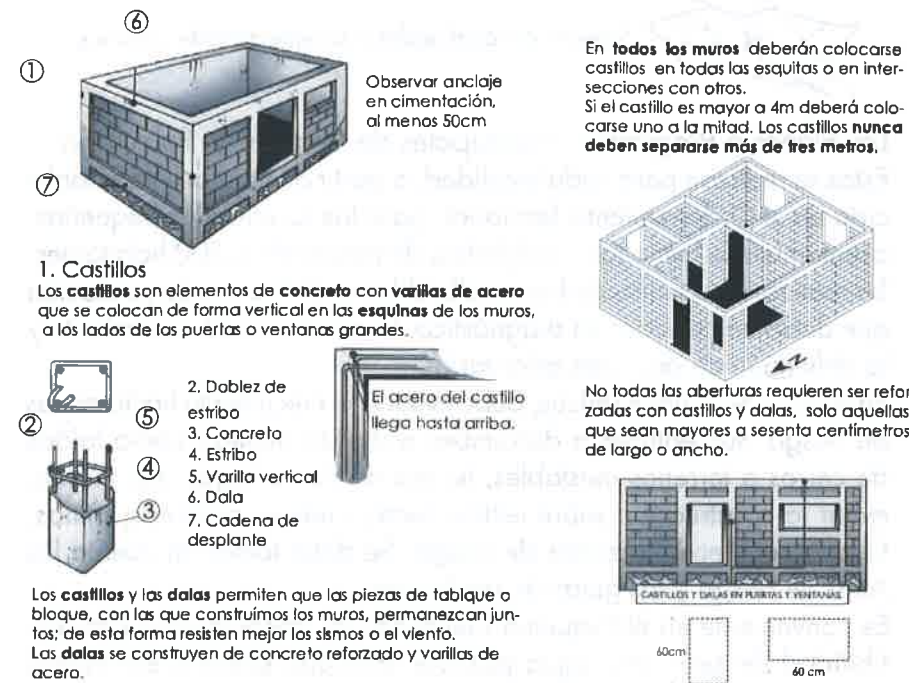 ⑥
①
Observar anclaje
en cimentación,
al menos 50cm
⑦
1. Castillos
Los castillos son elementos de concreto con varillas de acero
que se colocan de forma vertical en las esquinas de los muros,
a los lados de las puertas o ventanas grandes.
②
⑤
④
③
2. Doblez de
estribo
3. Concreto
4. Estribo
5. Varilla vertical
6. Dala
7. Cadena de
desplante
El acero del castillo
llega hasta arriba.
Los castillos y las dalas permiten que las piezas de tabique o
bloque, con las que construímos los muros, permanezcan jun-
tos; de esta forma resisten mejor los sismos o el viento.
Las dalas se construyen de concreto reforzado y varillas de
acero.
En todos los muros deberán colocarse
castillos en todas las esquitas o en inter-
secciones con otros.
Si el castillo es mayor a 4m deberá colo-
carse uno a la mitad. Los castillos nunca
deben separarse más de tres metros.
N
No todas las aberturas requieren ser refor
zadas con castillos y dalas, solo aquellas
que sean mayores a sesenta centímetros
de largo o ancho.
CASTILLOS Y DALAS EN PUERTAS Y VENTANAS
60cm
60 cm